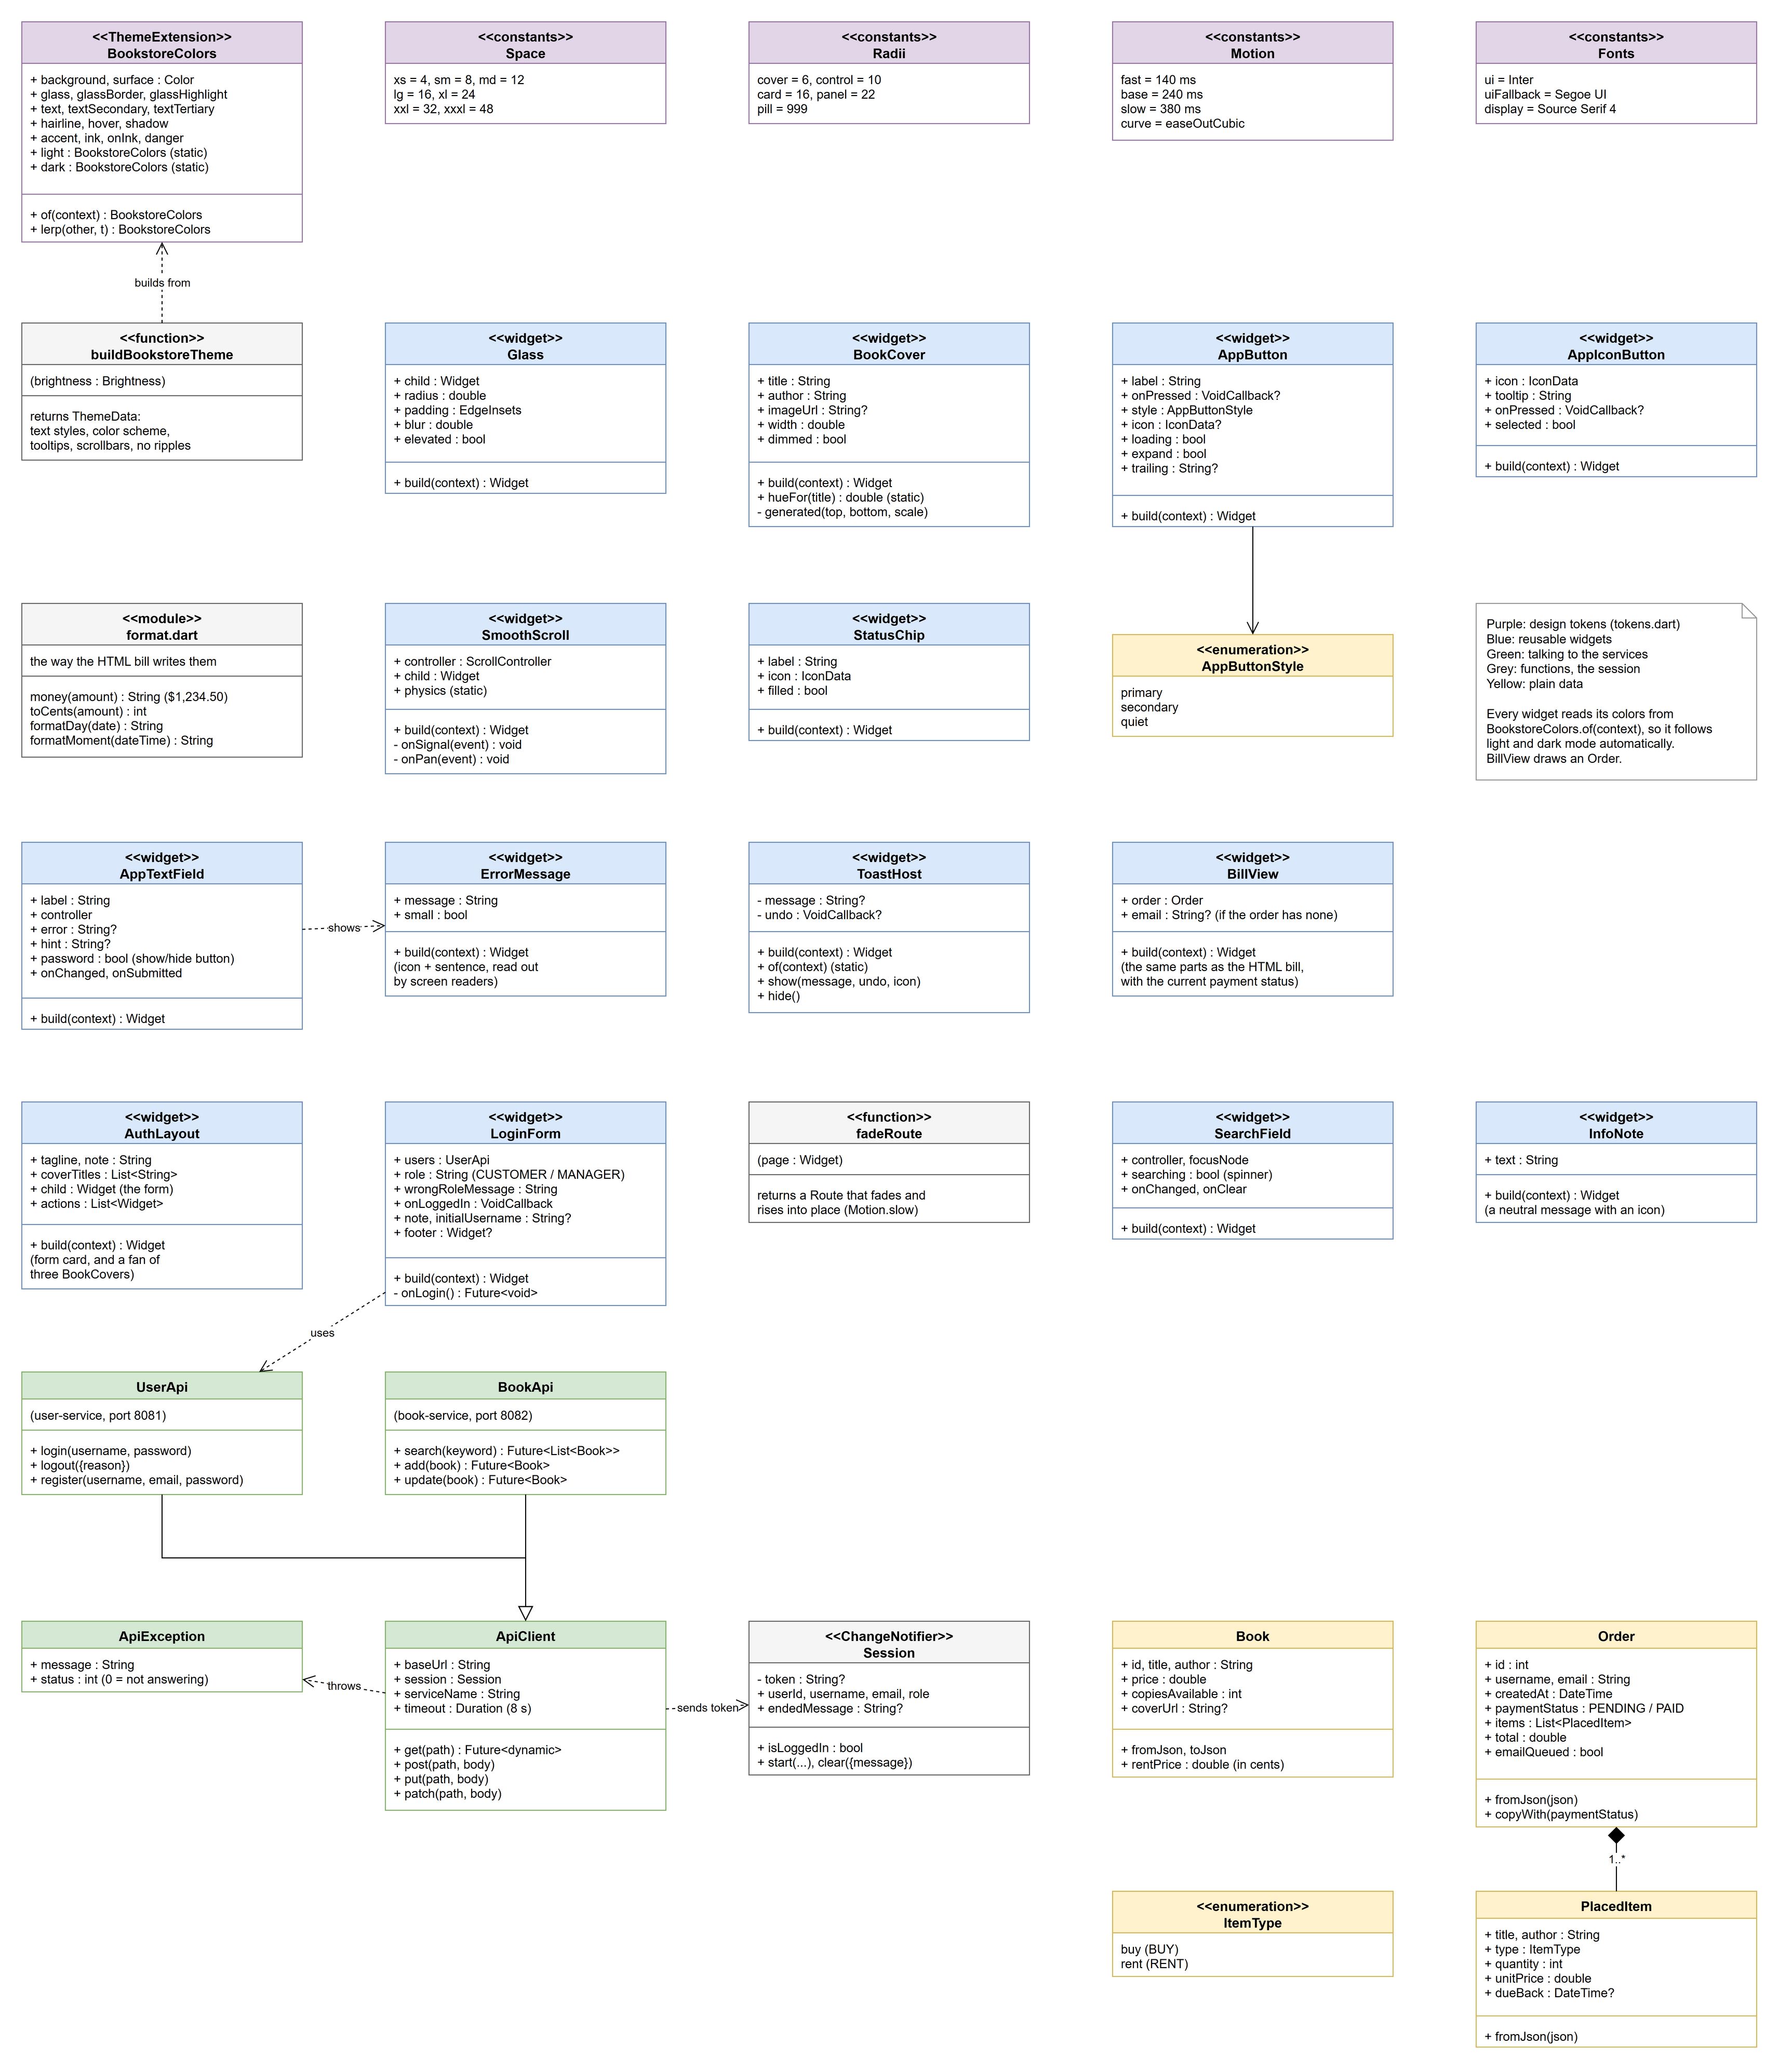 <<ThemeExtension>>
BookstoreColors
+ background, surface : Color
+ glass, glassBorder, glassHighlight
+ text, textSecondary, textTertiary
+ hairline, hover, shadow
+ accent, ink, onInk, danger
+ light : BookstoreColors (static)
+ dark : BookstoreColors (static)
+ of(context) : BookstoreColors
+ lerp(other, t) : BookstoreColors
<<constants>>
Space
xs = 4, sm = 8, md = 12
lg = 16, xl = 24
xxl = 32, xxxl = 48
<<constants>>
Radii
cover = 6, control = 10
card = 16, panel = 22
pill = 999
<<constants>>
Motion
fast = 140 ms
base = 240 ms
slow = 380 ms
curve = easeOutCubic
<<constants>>
Fonts
ui = Inter
uiFallback = Segoe UI
display = Source Serif 4
builds from
<<function>>
buildBookstoreTheme
(brightness : Brightness)
returns ThemeData:
text styles, color scheme,
tooltips, scrollbars, no ripples
<<widget>>
Glass
+ child : Widget
+ radius : double
+ padding : EdgeInsets
+ blur : double
+ elevated : bool
+ build(context) : Widget
<<widget>>
BookCover
+ title : String
+ author : String
+ imageUrl : String?
+ width : double
+ dimmed : bool
+ build(context) : Widget
+ hueFor(title) : double (static)
- generated(top, bottom, scale)
<<widget>>
AppButton
+ label : String
+ onPressed : VoidCallback?
+ style : AppButtonStyle
+ icon : IconData?
+ loading : bool
+ expand : bool
+ trailing : String?
+ build(context) : Widget
<<widget>>
AppIconButton
+ icon : IconData
+ tooltip : String
+ onPressed : VoidCallback?
+ selected : bool
+ build(context) : Widget
<<module>>
format.dart
the way the HTML bill writes them
money(amount) : String ($1,234.50)
toCents(amount) : int
formatDay(date) : String
formatMoment(dateTime) : String
<<widget>>
SmoothScroll
+ controller : ScrollController
+ child : Widget
+ physics (static)
+ build(context) : Widget
- onSignal(event) : void
- onPan(event) : void
<<widget>>
StatusChip
+ label : String
+ icon : IconData
+ filled : bool
+ build(context) : Widget
<<enumeration>>
AppButtonStyle
primary
secondary
quiet
Purple: design tokens (tokens.dart)
Blue: reusable widgets
Green: talking to the services
Grey: functions, the session
Yellow: plain data
Every widget reads its colors from
BookstoreColors.of(context), so it follows
light and dark mode automatically.
BillView draws an Order.
<<widget>>
AppTextField
+ label : String
+ controller
+ error : String?
+ hint : String?
+ password : bool (show/hide button)
+ onChanged, onSubmitted
+ build(context) : Widget
shows
<<widget>>
ErrorMessage
+ message : String
+ small : bool
+ build(context) : Widget
(icon + sentence, read out
by screen readers)
<<widget>>
ToastHost
- message : String?
- undo : VoidCallback?
+ build(context) : Widget
+ of(context) (static)
+ show(message, undo, icon)
+ hide()
<<widget>>
BillView
+ order : Order
+ email : String? (if the order has none)
+ build(context) : Widget
(the same parts as the HTML bill,
with the current payment status)
<<widget>>
AuthLayout
+ tagline, note : String
+ coverTitles : List<String>
+ child : Widget (the form)
+ actions : List<Widget>
+ build(context) : Widget
(form card, and a fan of
three BookCovers)
<<widget>>
LoginForm
+ users : UserApi
+ role : String (CUSTOMER / MANAGER)
+ wrongRoleMessage : String
+ onLoggedIn : VoidCallback
+ note, initialUsername : String?
+ footer : Widget?
+ build(context) : Widget
- onLogin() : Future<void>
<<function>>
fadeRoute
(page : Widget)
returns a Route that fades and
rises into place (Motion.slow)
<<widget>>
SearchField
+ controller, focusNode
+ searching : bool (spinner)
+ onChanged, onClear
+ build(context) : Widget
<<widget>>
InfoNote
+ text : String
+ build(context) : Widget
(a neutral message with an icon)
uses
UserApi
(user-service, port 8081)
+ login(username, password)
+ logout({reason})
+ register(username, email, password)
BookApi
(book-service, port 8082)
+ search(keyword) : Future<List<Book>>
+ add(book) : Future<Book>
+ update(book) : Future<Book>
ApiException
+ message : String
+ status : int (0 = not answering)
throws
ApiClient
+ baseUrl : String
+ session : Session
+ serviceName : String
+ timeout : Duration (8 s)
+ get(path) : Future<dynamic>
+ post(path, body)
+ put(path, body)
+ patch(path, body)
sends token
<<ChangeNotifier>>
Session
- token : String?
+ userId, username, email, role
+ endedMessage : String?
+ isLoggedIn : bool
+ start(...), clear({message})
Book
+ id, title, author : String
+ price : double
+ copiesAvailable : int
+ coverUrl : String?
+ fromJson, toJson
+ rentPrice : double (in cents)
Order
+ id : int
+ username, email : String
+ createdAt : DateTime
+ paymentStatus : PENDING / PAID
+ items : List<PlacedItem>
+ total : double
+ emailQueued : bool
+ fromJson(json)
+ copyWith(paymentStatus)
1..*
<<enumeration>>
ItemType
buy (BUY)
rent (RENT)
PlacedItem
+ title, author : String
+ type : ItemType
+ quantity : int
+ unitPrice : double
+ dueBack : DateTime?
+ fromJson(json)